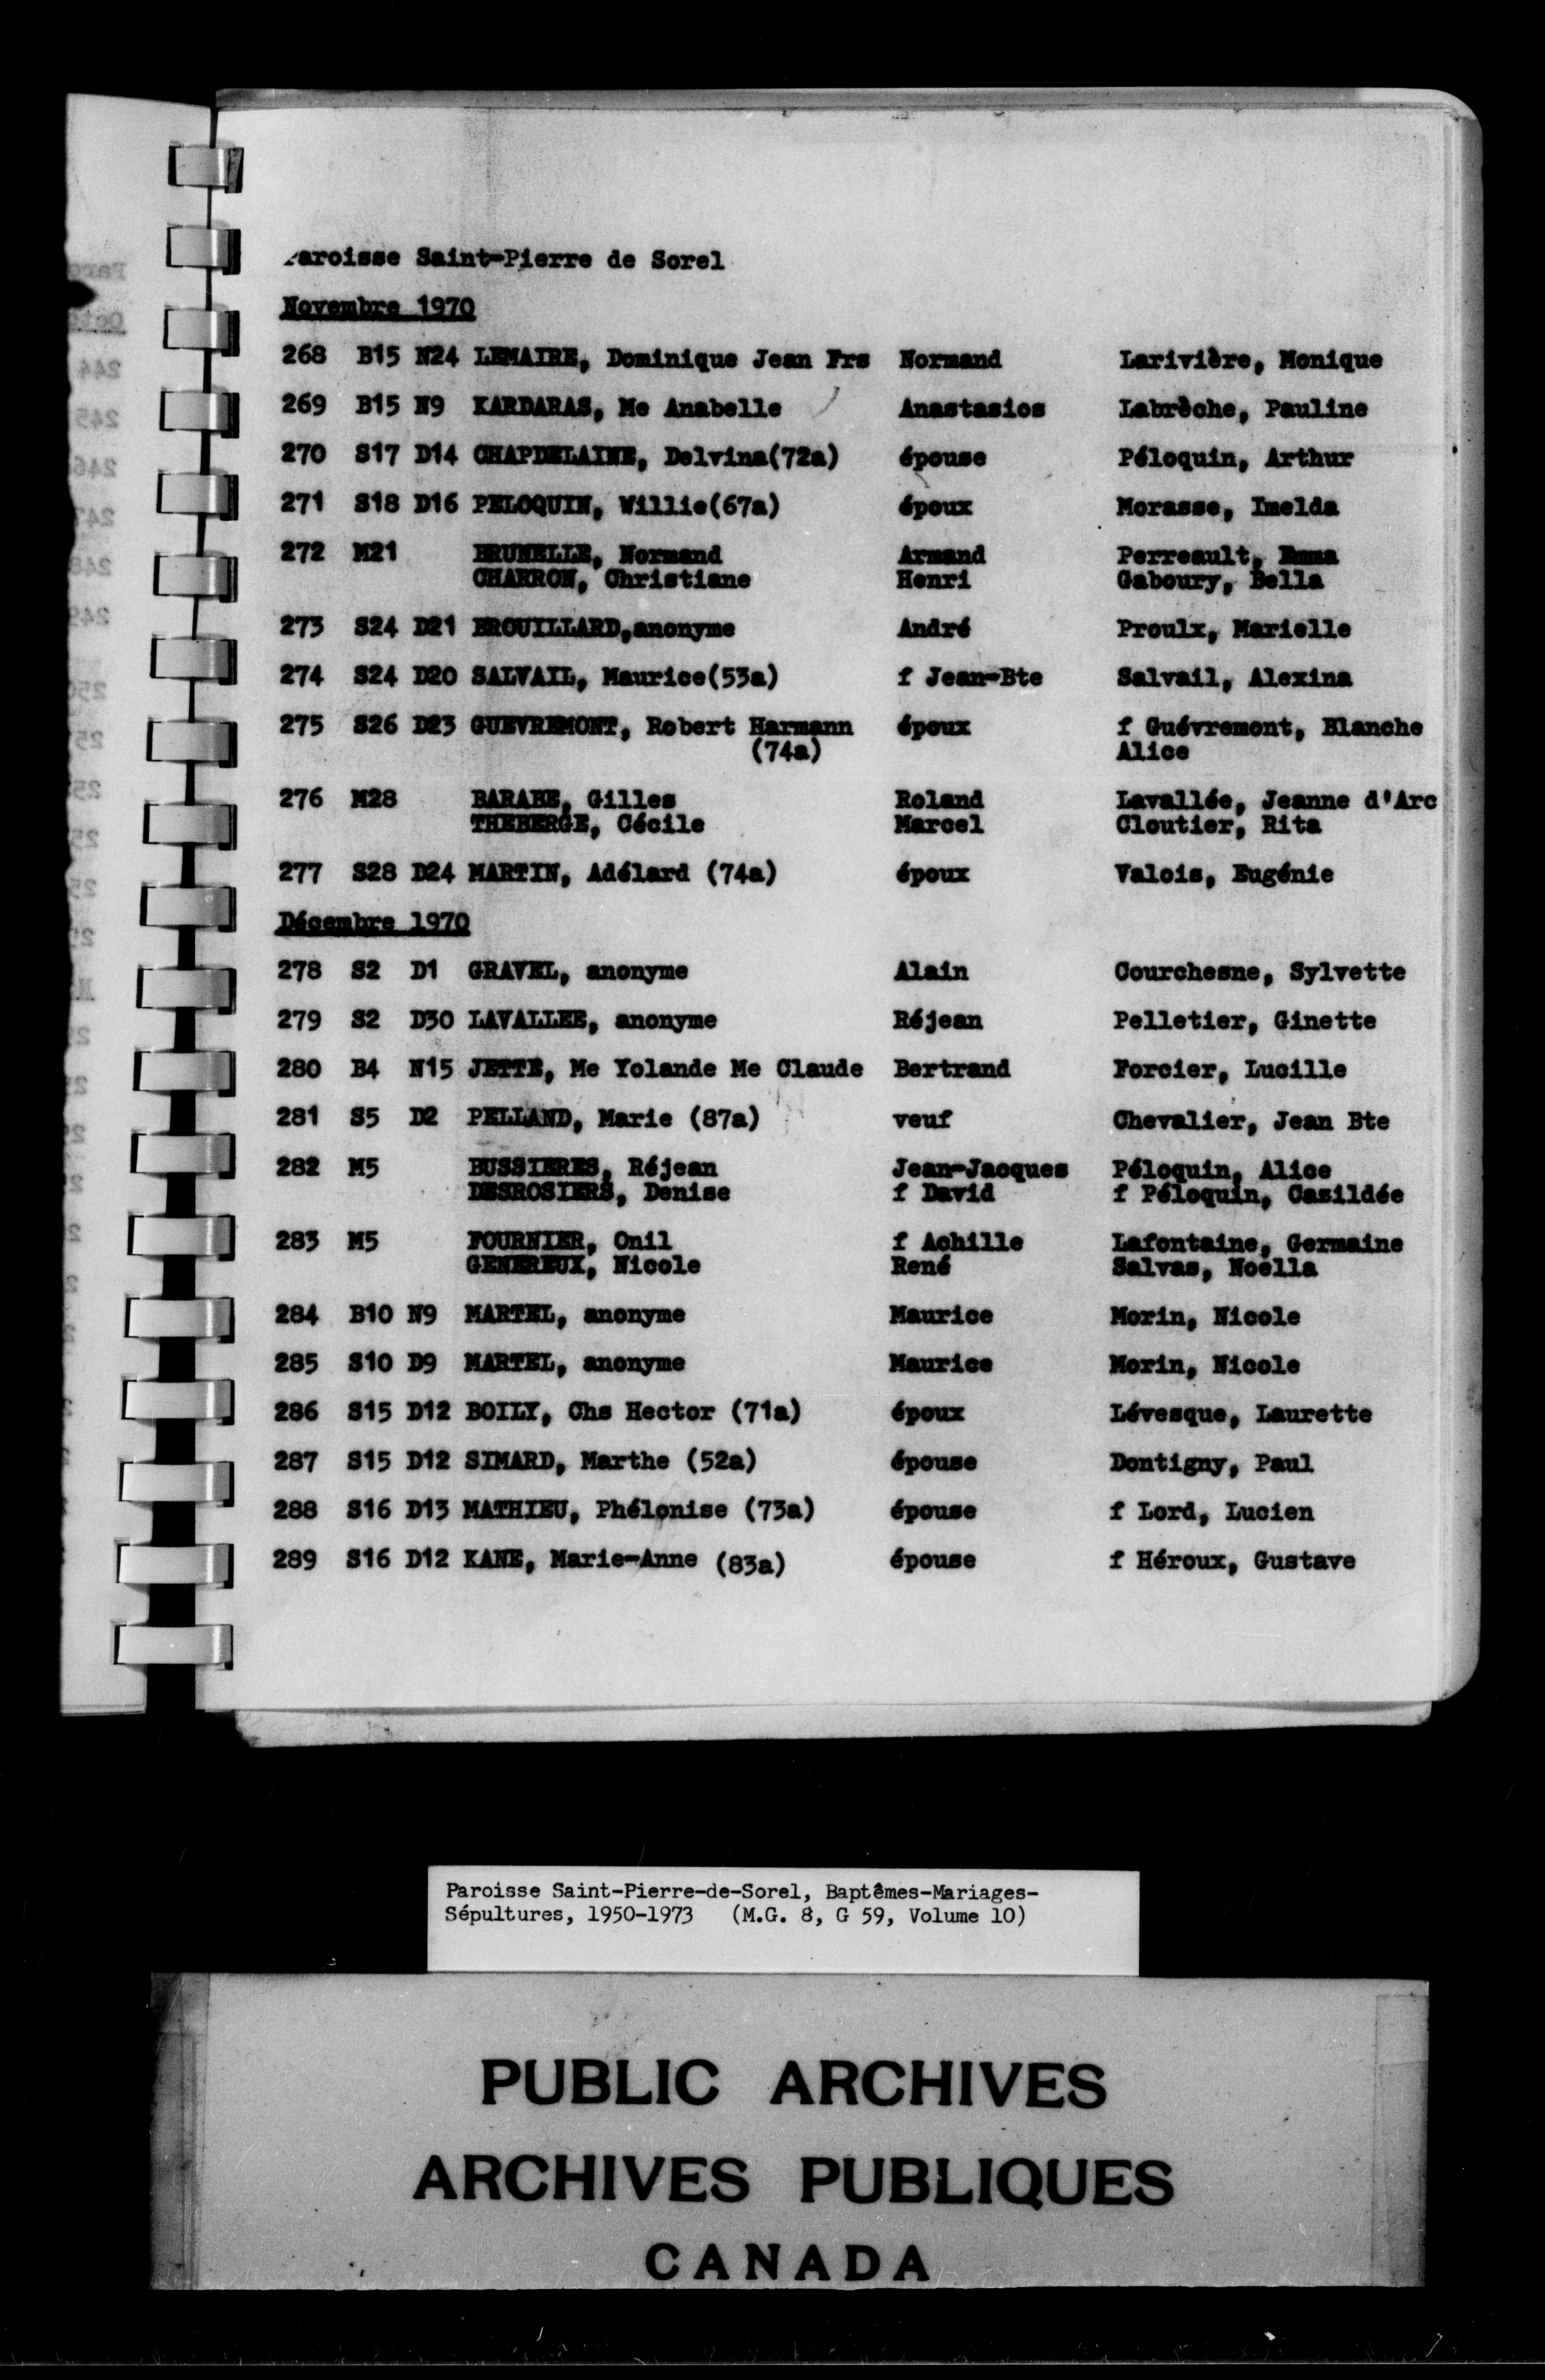 Paroisse Saint-Pierre de Sorel
Novembre 1970
268 B15 N24 LEMAIRE, Dominique Jean Frs Normand Larivière, Monique
269 B15 N9 KARDARAS, Me Anabelle Anastasios Labrèche, Pauline
270 S17 D14 CHAPDELAINE, Delvina(72a) épouse Péloquin, Arthur
271 S18 D16 PELOQUIN, Willie(67a) époux Morasse, Imelda
272 M21 BRUNELLE, Normand Armand Perreault, Emma
CHARRON, Christiane Henri Gaboury, Bella
273 S24 D21 BROUILLARD,anonyme André Proulx, Marielle
274 S24 D20 SALVAIL, Maurice(53a) f Jean-Bte Salvail, Alexina
275 S26 D23 GUEVREMONT, Robert Harmann époux f Guévremont, Blanche
(74a) Alice
276 M28 BARABE, Gilles Roland Lavallée, Jeanne d'Arc
THEBERGE, Cécile Marcel Cloutier, Rita
277 S28 D24 MARTIN, Adélard (74a) époux Valois, Eugénie
Décembre 1970
278 S2 D1 GRAVEL, anonyme Alain Courchesne, Sylvette
279 S2 D30 LAVALLEE, anonyme Réjean Pelletier, Ginette
280 B4 N15 JETTE, Me Yolande Me Claude Bertrand Forcier, Lucille
281 S5 D2 PELLAND, Marie (87a) veuf Chevalier, Jean Bte
282 M5 BUSSIERES, Réjean Jean-Jacques Péloquin, Alice
DESROSIERS, Denise f David f Péloquin, Casildée
283 M5 FOURNIER, Onil f Achille Lafontaine, Germaine
GENEREUX, Nicole René Salvas, Noëlla
284 B10 N9 MARTEL, anonyme Maurice Morin, Nicole
285 S10 D9 MARTEL, anonyme Maurice Morin, Nicole
286 S15 D12 BOILY, Chs Hector (71a) époux Lévesque, Laurette
287 S15 D12 SIMARD, Marthe (52a) épouse Dontigny, Paul
288 S16 D13 MATHIEU, Phélonise (73a) épouse f Lord, Lucien
289 S16 D12 KANE, Marie-Anne (83a) épouse f Héroux, Gustave
Paroisse Saint-Pierre-de-Sorel, Baptêmes-Mariages-
Sépultures, 1950-1973 (M.G. 8, G 59, Volume 10)
PUBLIC ARCHIVES
ARCHIVES PUBLIQUES
CANADA